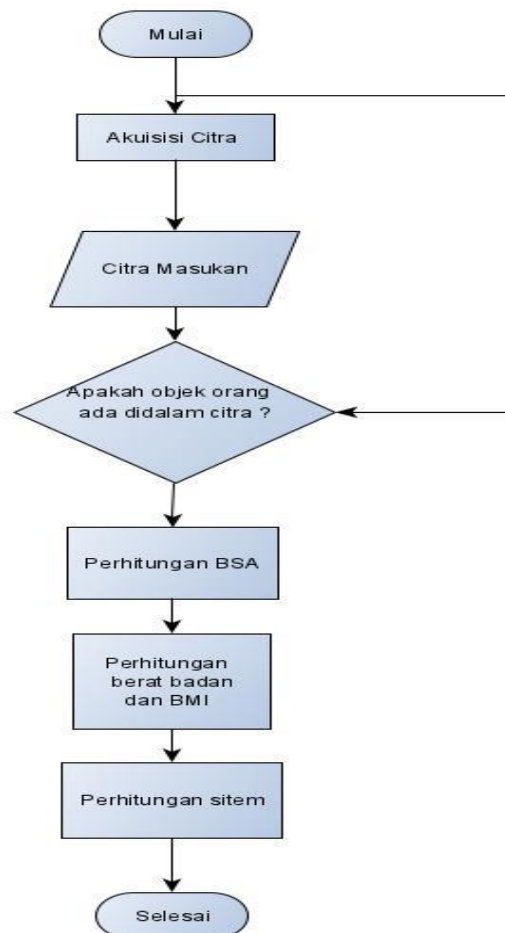 Mulai
Akuisisi Citra
Citra Masukan
Apakah objek orang
ada didalam citra ?
Perhitungan BSA
Perhitungan
berat badan
dan BMI
Perhitungan sitem
Selesai